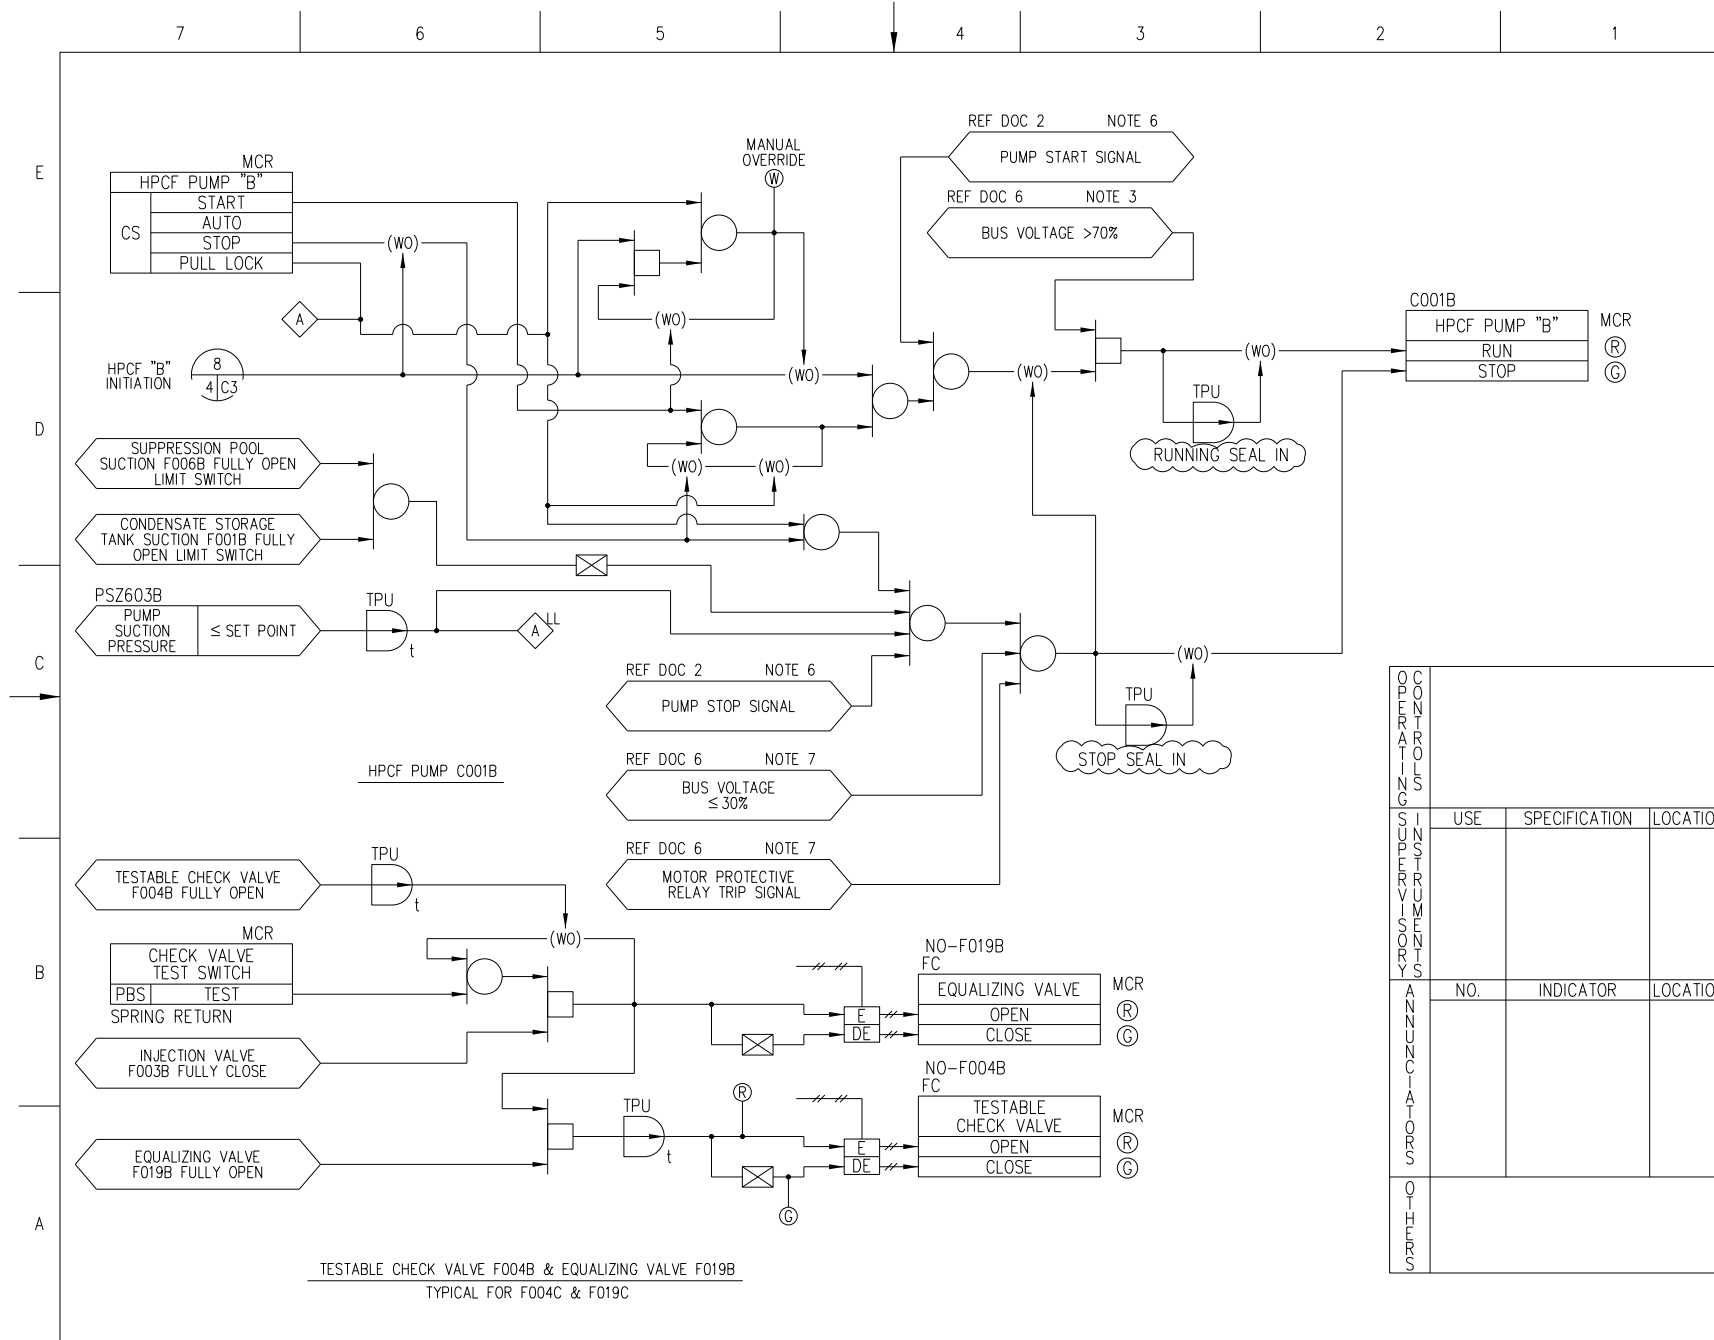 7 6 5 4 3 2 1
E
D
C
B
A
MCR
HPCF PUMP "B"
CS
START
AUTO
STOP
PULL LOCK
(WO)
A
HPCF "B"
INITIATION
8
4 C3
MANUAL
OVERRIDE
W
(WO)
(WO)
(WO) (WO)
REF DOC 2 NOTE 6
PUMP START SIGNAL
REF DOC 6 NOTE 3
BUS VOLTAGE >70%
(WO)
(WO)
TPU
RUNNING SEAL IN
C001B
HPCF PUMP "B"
RUN
STOP
MCR
R
G
SUPPRESSION POOL
SUCTION F006B FULLY OPEN
LIMIT SWITCH
CONDENSATE STORAGE
TANK SUCTION F001B FULLY
OPEN LIMIT SWITCH
PSZ603B
PUMP
SUCTION
PRESSURE
≤ SET POINT
TPU
t
A
LL
REF DOC 2 NOTE 6
PUMP STOP SIGNAL
REF DOC 6 NOTE 7
BUS VOLTAGE
≤ 30%
REF DOC 6 NOTE 7
MOTOR PROTECTIVE
RELAY TRIP SIGNAL
(WO)
TPU
STOP SEAL IN
HPCF PUMP C001B
TESTABLE CHECK VALVE
F004B FULLY OPEN
TPU
t
(WO)
MCR
CHECK VALVE
TEST SWITCH
PBS TEST
SPRING RETURN
INJECTION VALVE
F003B FULLY CLOSE
EQUALIZING VALVE
F019B FULLY OPEN
TPU
t
R
G
E
DE
NO-F019B
FC
EQUALIZING VALVE
OPEN
CLOSE
MCR
R
G
E
DE
NO-F004B
FC
TESTABLE
CHECK VALVE
OPEN
CLOSE
MCR
R
G
TESTABLE CHECK VALVE F004B & EQUALIZING VALVE F019B
TYPICAL FOR F004C & F019C
OPERATING
CONTROLS
SUPERVISORY
INSTRUMENTS
USE SPECIFICATION LOCATIO
ANNUNCIATORS
NO. INDICATOR LOCATIO
OTHERS